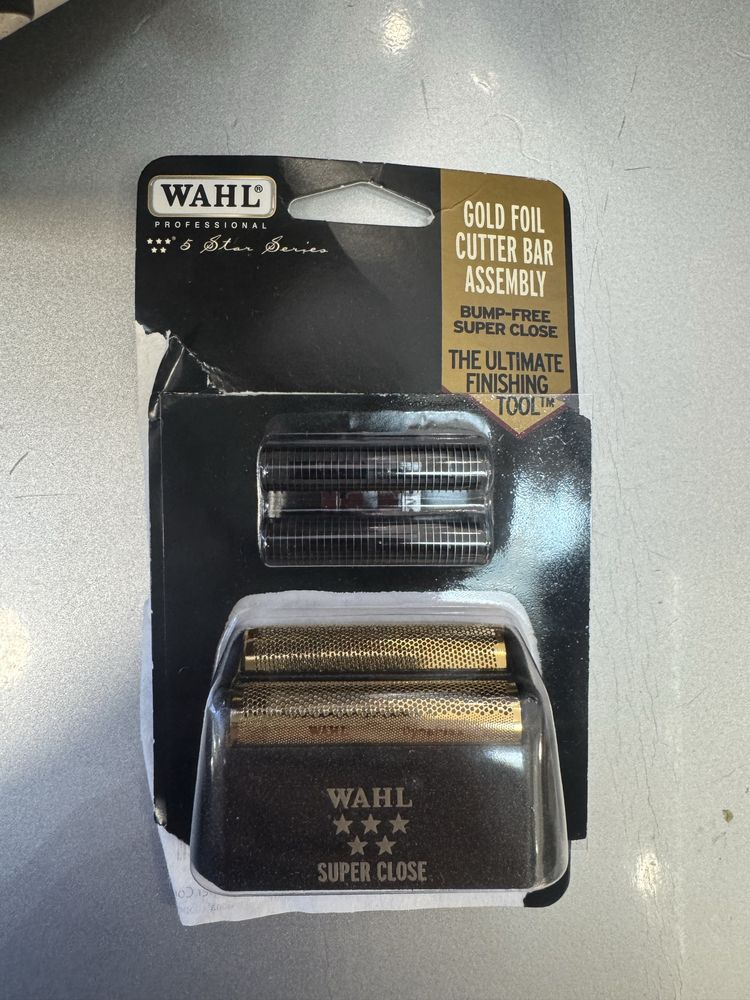 WAHL®
PROFESSIONAL
5 Star Series
GOLD FOIL
CUTTER BAR
ASSEMBLY
BUMP-FREE
SUPER CLOSE
THE ULTIMATE
FINISHING
TOOL™
WAHL
WAHL
SUPER CLOSE